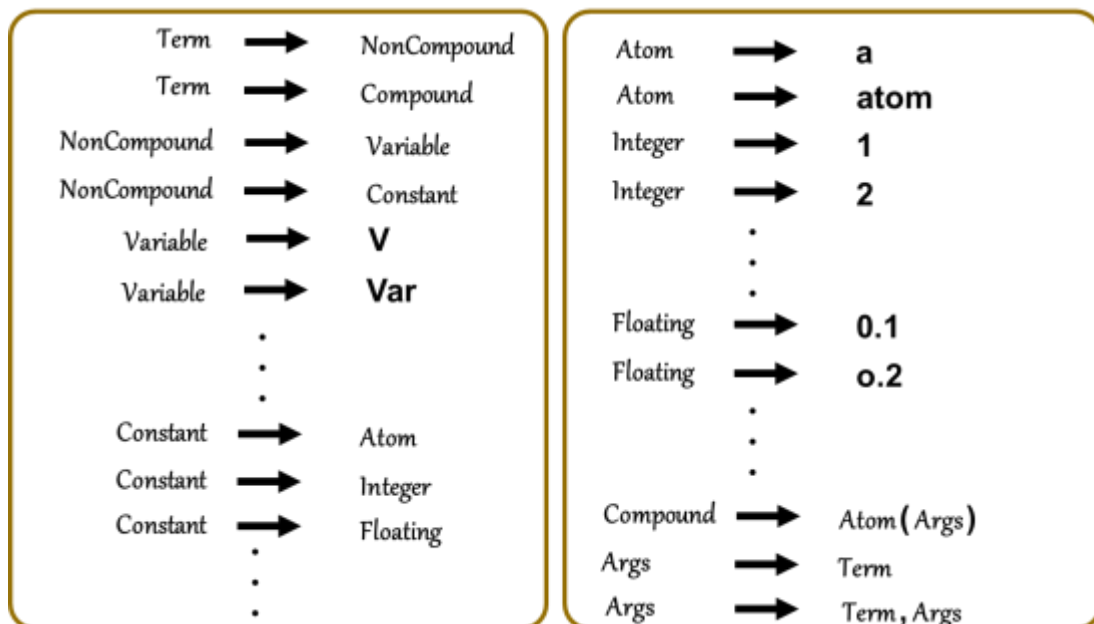 Term → NonCompound
Term → Compound
NonCompound → Variable
NonCompound → Constant
Variable → V
Variable → Var
Constant → Atom
Constant → Integer
Constant → Floating
Atom → a
Atom → atom
Integer → 1
Integer → 2
Floating → 0.1
Floating → o.2
Compound → Atom(Args)
Args → Term
Args → Term,Args